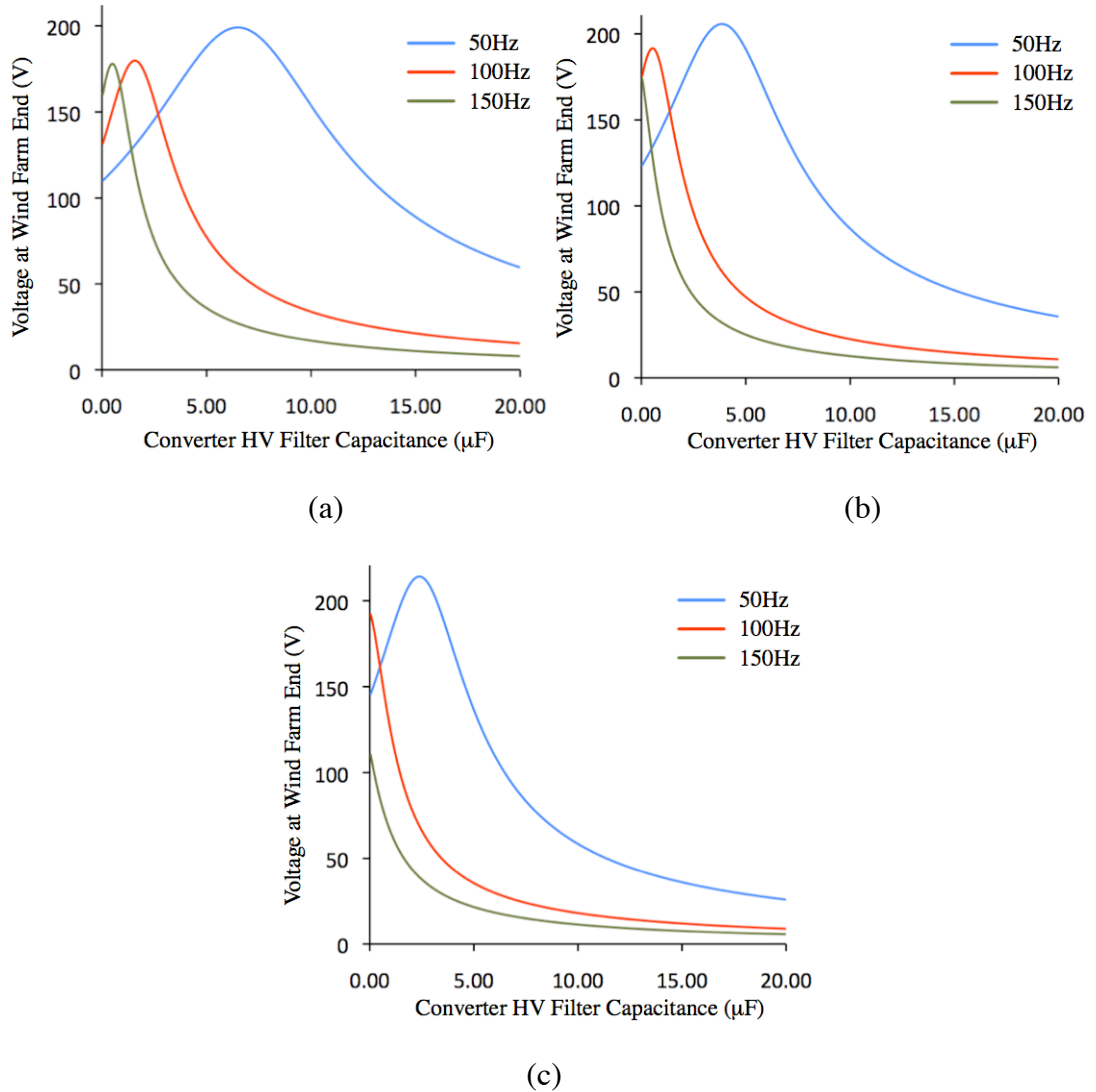 Voltage at Wind Farm End (V)
200
150
100
50
0
50Hz
100Hz
150Hz
0.00 5.00 10.00 15.00 20.00
Converter HV Filter Capacitance (μF)
(a)
Voltage at Wind Farm End (V)
200
150
100
50
0
50Hz
100Hz
150Hz
0.00 5.00 10.00 15.00 20.00
Converter HV Filter Capacitance (μF)
(b)
Voltage at Wind Farm End (V)
200
150
100
50
0
50Hz
100Hz
150Hz
0.00 5.00 10.00 15.00 20.00
Converter HV Filter Capacitance (μF)
(c)